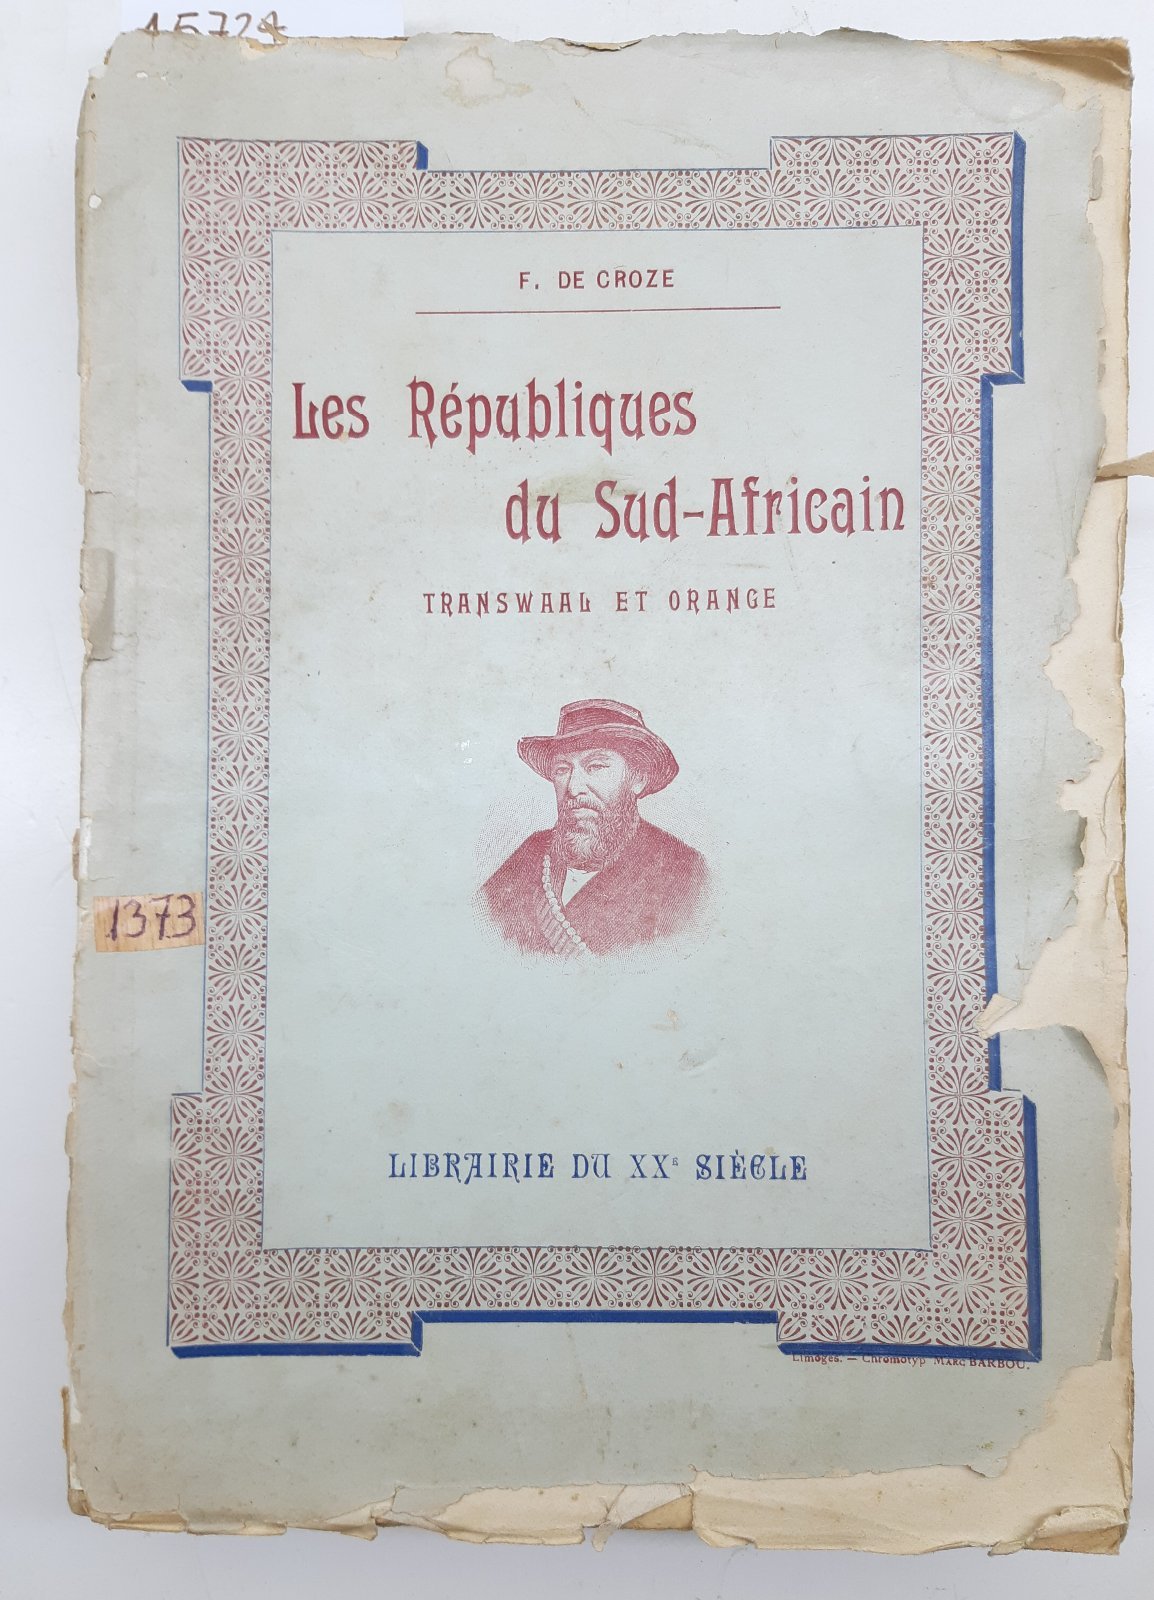 15724
F. DE CROZE
Les Républiques
du Sud-Africain
TRANSWAAL ET ORANGE
1373
LIBRAIRIE DU XXE SIÈCLE
Limoges. — Chromotyp MARC BARBOU.